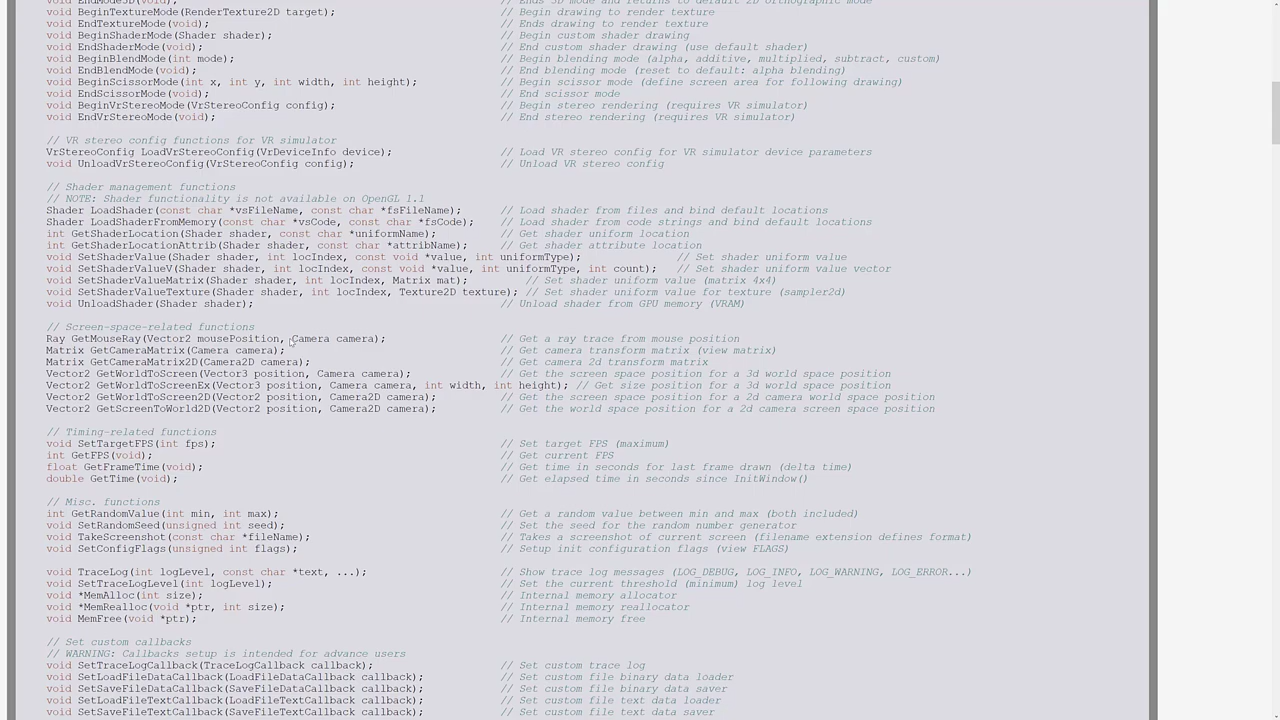 void EndMode3D(void);                                             // Ends 3D mode and returns to default 2D orthographic mode
void BeginTextureMode(RenderTexture2D target);                    // Begin drawing to render texture
void EndTextureMode(void);                                        // Ends drawing to render texture
void BeginShaderMode(Shader shader);                              // Begin custom shader drawing
void EndShaderMode(void);                                         // End custom shader drawing (use default shader)
void BeginBlendMode(int mode);                                    // Begin blending mode (alpha, additive, multiplied, subtract, custom)
void EndBlendMode(void);                                          // End blending mode (reset to default: alpha blending)
void BeginScissorMode(int x, int y, int width, int height);       // Begin scissor mode (define screen area for following drawing)
void EndScissorMode(void);                                        // End scissor mode
void BeginVrStereoMode(VrStereoConfig config);                    // Begin stereo rendering (requires VR simulator)
void EndVrStereoMode(void);                                       // End stereo rendering (requires VR simulator)
// VR stereo config functions for VR simulator
VrStereoConfig LoadVrStereoConfig(VrDeviceInfo device);           // Load VR stereo config for VR simulator device parameters
void UnloadVrStereoConfig(VrStereoConfig config);                 // Unload VR stereo config
// Shader management functions
// NOTE: Shader functionality is not available on OpenGL 1.1
Shader LoadShader(const char *vsFileName, const char *fsFileName);      // Load shader from files and bind default locations
Shader LoadShaderFromMemory(const char *vsCode, const char *fsCode);    // Load shader from code strings and bind default locations
int GetShaderLocation(Shader shader, const char *uniformName);          // Get shader uniform location
int GetShaderLocationAttrib(Shader shader, const char *attribName);     // Get shader attribute location
void SetShaderValue(Shader shader, int locIndex, const void *value, int uniformType);               // Set shader uniform value
void SetShaderValueV(Shader shader, int locIndex, const void *value, int uniformType, int count);   // Set shader uniform value vector
void SetShaderValueMatrix(Shader shader, int locIndex, Matrix mat);         // Set shader uniform value (matrix 4x4)
void SetShaderValueTexture(Shader shader, int locIndex, Texture2D texture); // Set shader uniform value for texture (sampler2d)
void UnloadShader(Shader shader);                                 // Unload shader from GPU memory (VRAM)
// Screen-space-related functions
Ray GetMouseRay(Vector2 mousePosition, Camera camera);            // Get a ray trace from mouse position
Matrix GetCameraMatrix(Camera camera);                            // Get camera transform matrix (view matrix)
Matrix GetCameraMatrix2D(Camera2D camera);                        // Get camera 2d transform matrix
Vector2 GetWorldToScreen(Vector3 position, Camera camera);        // Get the screen space position for a 3d world space position
Vector2 GetWorldToScreenEx(Vector3 position, Camera camera, int width, int height); // Get size position for a 3d world space position
Vector2 GetWorldToScreen2D(Vector2 position, Camera2D camera);    // Get the screen space position for a 2d camera world space position
Vector2 GetScreenToWorld2D(Vector2 position, Camera2D camera);    // Get the world space position for a 2d camera screen space position
// Timing-related functions
void SetTargetFPS(int fps);                                       // Set target FPS (maximum)
int GetFPS(void);                                                 // Get current FPS
float GetFrameTime(void);                                         // Get time in seconds for last frame drawn (delta time)
double GetTime(void);                                             // Get elapsed time in seconds since InitWindow()
// Misc. functions
int GetRandomValue(int min, int max);                             // Get a random value between min and max (both included)
void SetRandomSeed(unsigned int seed);                            // Set the seed for the random number generator
void TakeScreenshot(const char *fileName);                        // Takes a screenshot of current screen (filename extension defines format)
void SetConfigFlags(unsigned int flags);                          // Setup init configuration flags (view FLAGS)
void TraceLog(int logLevel, const char *text, ...);               // Show trace log messages (LOG_DEBUG, LOG_INFO, LOG_WARNING, LOG_ERROR...)
void SetTraceLogLevel(int logLevel);                              // Set the current threshold (minimum) log level
void *MemAlloc(int size);                                         // Internal memory allocator
void *MemRealloc(void *ptr, int size);                            // Internal memory reallocator
void MemFree(void *ptr);                                          // Internal memory free
// Set custom callbacks
// WARNING: Callbacks setup is intended for advance users
void SetTraceLogCallback(TraceLogCallback callback);              // Set custom trace log
void SetLoadFileDataCallback(LoadFileDataCallback callback);      // Set custom file binary data loader
void SetSaveFileDataCallback(SaveFileDataCallback callback);      // Set custom file binary data saver
void SetLoadFileTextCallback(LoadFileTextCallback callback);      // Set custom file text data loader
void SetSaveFileTextCallback(SaveFileTextCallback callback);      // Set custom file text data saver